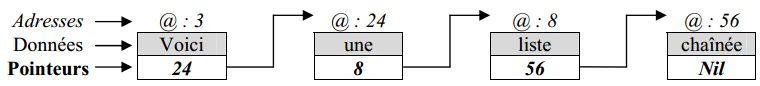 Adresses @ : 3 @ : 24 @ : 8 @ : 56
Données Voici une liste chaînée
Pointeurs 24 8 56 Nil